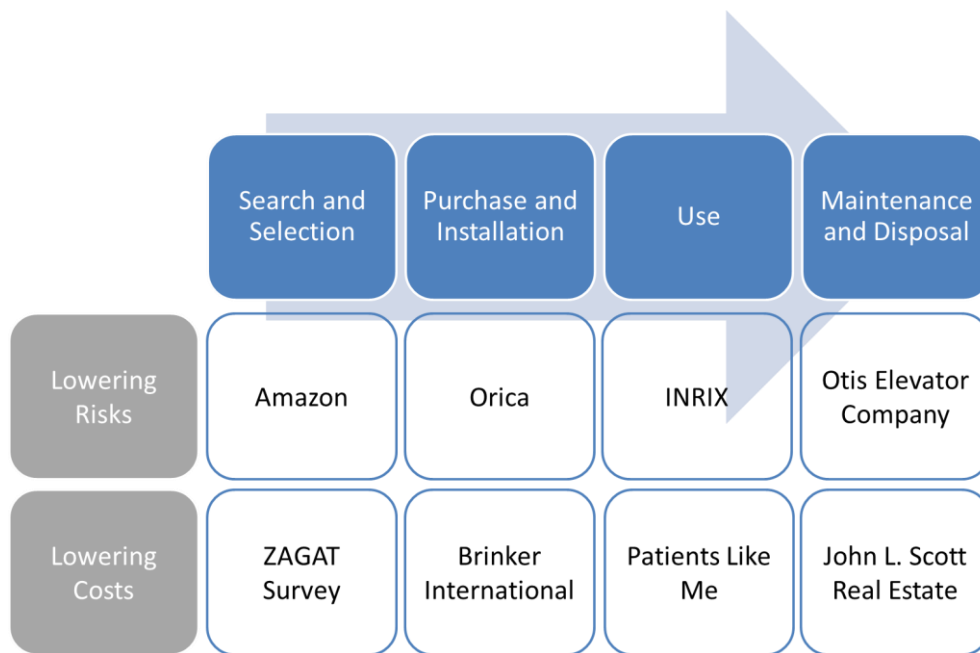 Search and
Selection
Purchase and
Installation
Use
Maintenance
and Disposal
Lowering
Risks
Amazon
Orica
INRIX
Otis Elevator
Company
Lowering
Costs
ZAGAT
Survey
Brinker
International
Patients Like
Me
John L. Scott
Real Estate